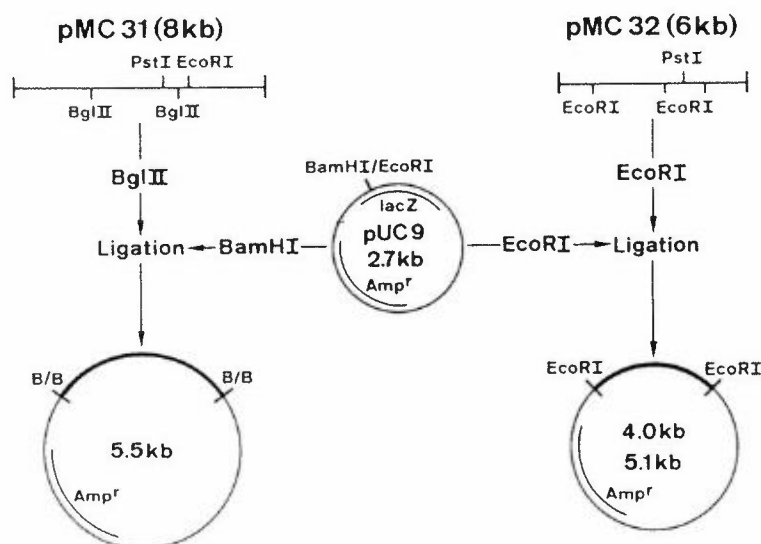 pMC 31 (8kb)
PstI EcoRI
BglII BglII
BglII
Ligation
BamHI
BamHI/EcoRI
lacZ
pUC9
2.7kb
Ampr
EcoRI
pMC 32 (6kb)
PstI
EcoRI EcoRI
EcoRI
Ligation
B/B B/B
5.5kb
Ampr
EcoRI EcoRI
4.0kb
5.1kb
Ampr